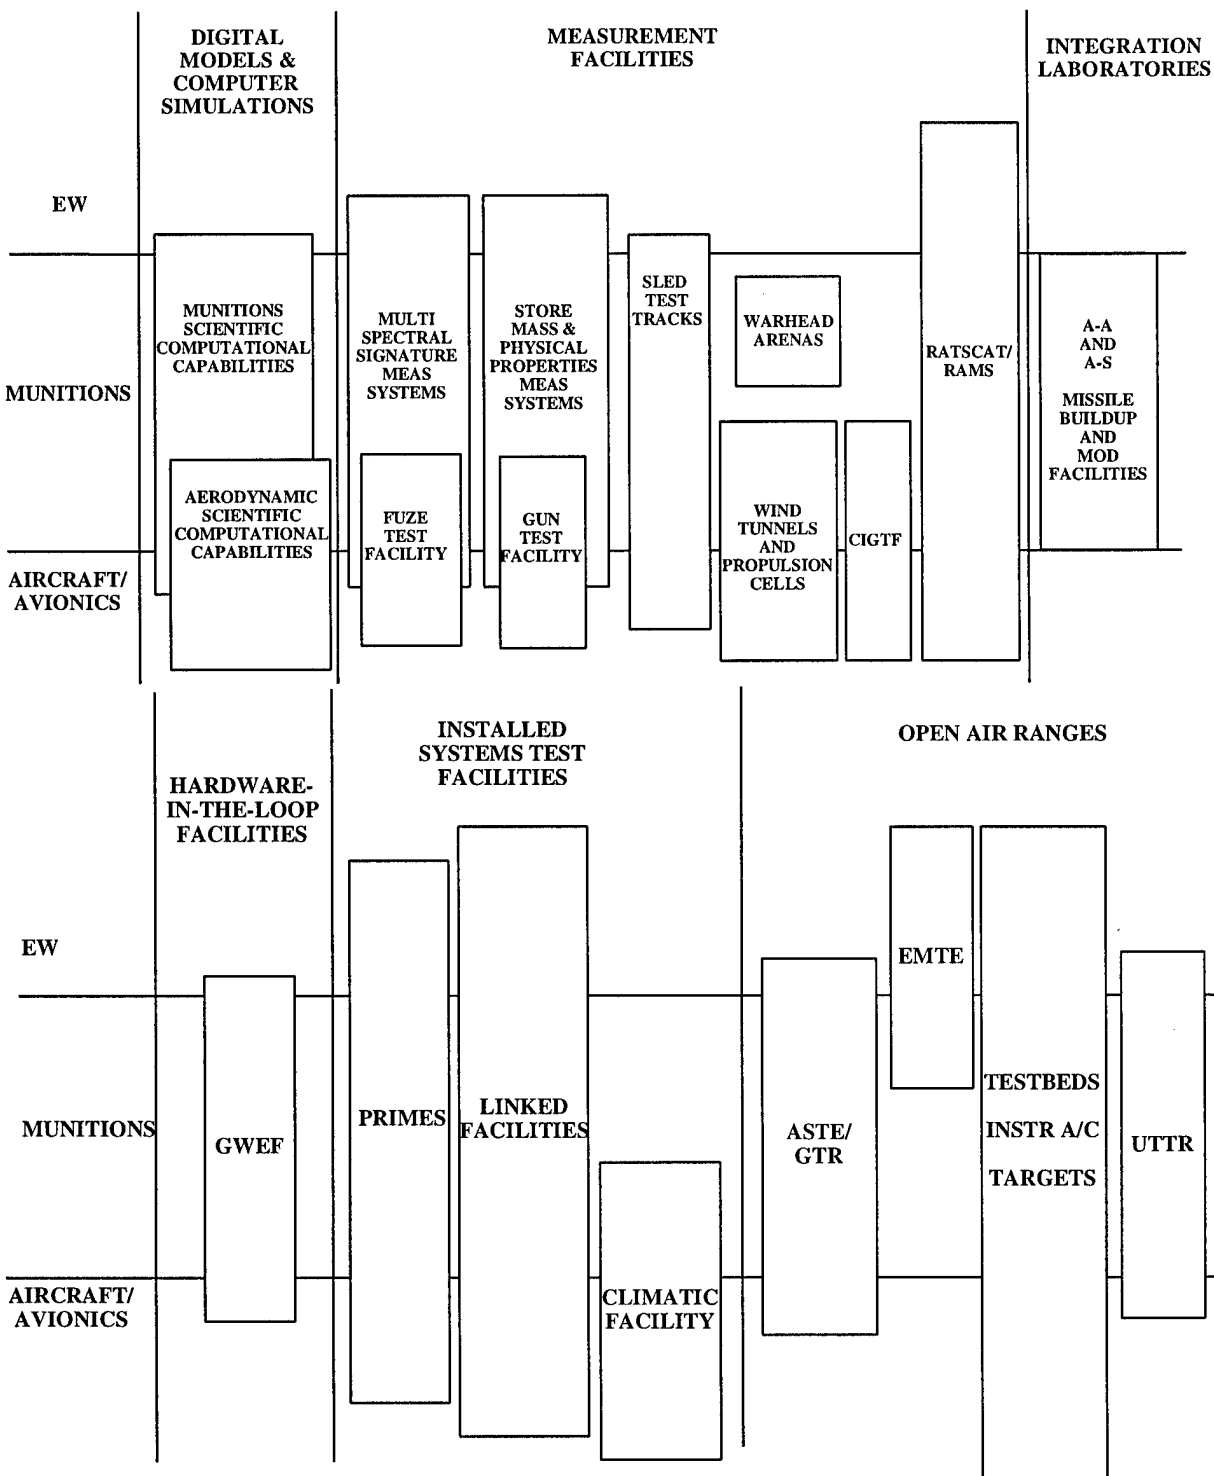 DIGITAL
MODELS &
COMPUTER
SIMULATIONS
MEASUREMENT
FACILITIES
INTEGRATION
LABORATORIES
EW
MUNITIONS
AIRCRAFT/
AVIONICS
MUNITIONS
SCIENTIFIC
COMPUTATIONAL
CAPABILITIES
AERODYNAMIC
SCIENTIFIC
COMPUTATIONAL
CAPABILITIES
MULTI
SPECTRAL
SIGNATURE
MEAS
SYSTEMS
FUZE
TEST
FACILITY
STORE
MASS &
PHYSICAL
PROPERTIES
MEAS
SYSTEMS
GUN
TEST
FACILITY
SLED
TEST
TRACKS
WARHEAD
ARENAS
WIND
TUNNELS
AND
PROPULSION
CELLS
CIGTF
RATSCAT/
RAMS
A-A
AND
A-S
MISSILE
BUILDUP
AND
MOD
FACILITIES
HARDWARE-
IN-THE-LOOP
FACILITIES
INSTALLED
SYSTEMS TEST
FACILITIES
OPEN AIR RANGES
EW
MUNITIONS
AIRCRAFT/
AVIONICS
GWEF
PRIMES
LINKED
FACILITIES
CLIMATIC
FACILITY
ASTE/
GTR
EMTE
TESTBEDS
INSTR A/C
TARGETS
UTTR